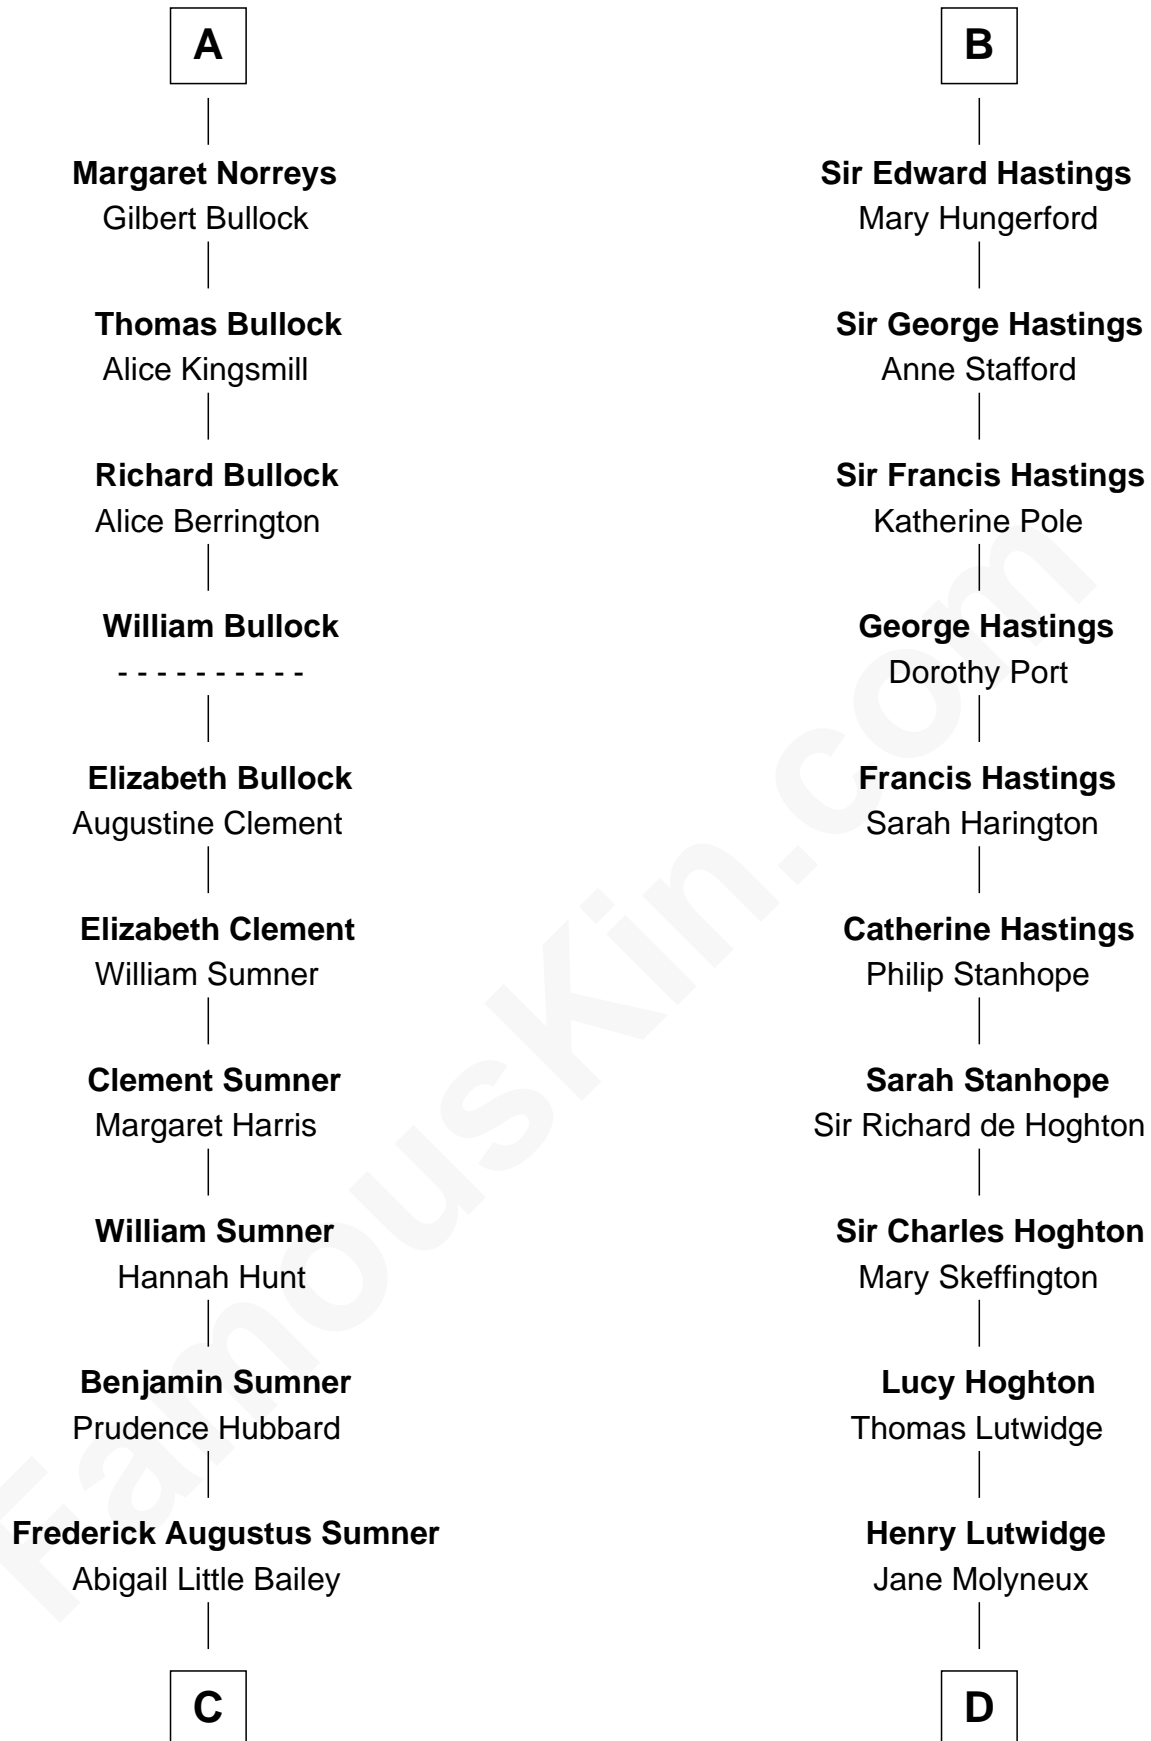 A
Margaret Norreys
Gilbert Bullock
Thomas Bullock
Alice Kingsmill
Richard Bullock
Alice Berrington
William Bullock
- - - - - - - - - -
Elizabeth Bullock
Augustine Clement
Elizabeth Clement
William Sumner
Clement Sumner
Margaret Harris
William Sumner
Hannah Hunt
Benjamin Sumner
Prudence Hubbard
Frederick Augustus Sumner
Abigail Little Bailey
C
B
Sir Edward Hastings
Mary Hungerford
Sir George Hastings
Anne Stafford
Sir Francis Hastings
Katherine Pole
George Hastings
Dorothy Port
Francis Hastings
Sarah Harington
Catherine Hastings
Philip Stanhope
Sarah Stanhope
Sir Richard de Hoghton
Sir Charles Hoghton
Mary Skeffington
Lucy Hoghton
Thomas Lutwidge
Henry Lutwidge
Jane Molyneux
D
FamousKin.com